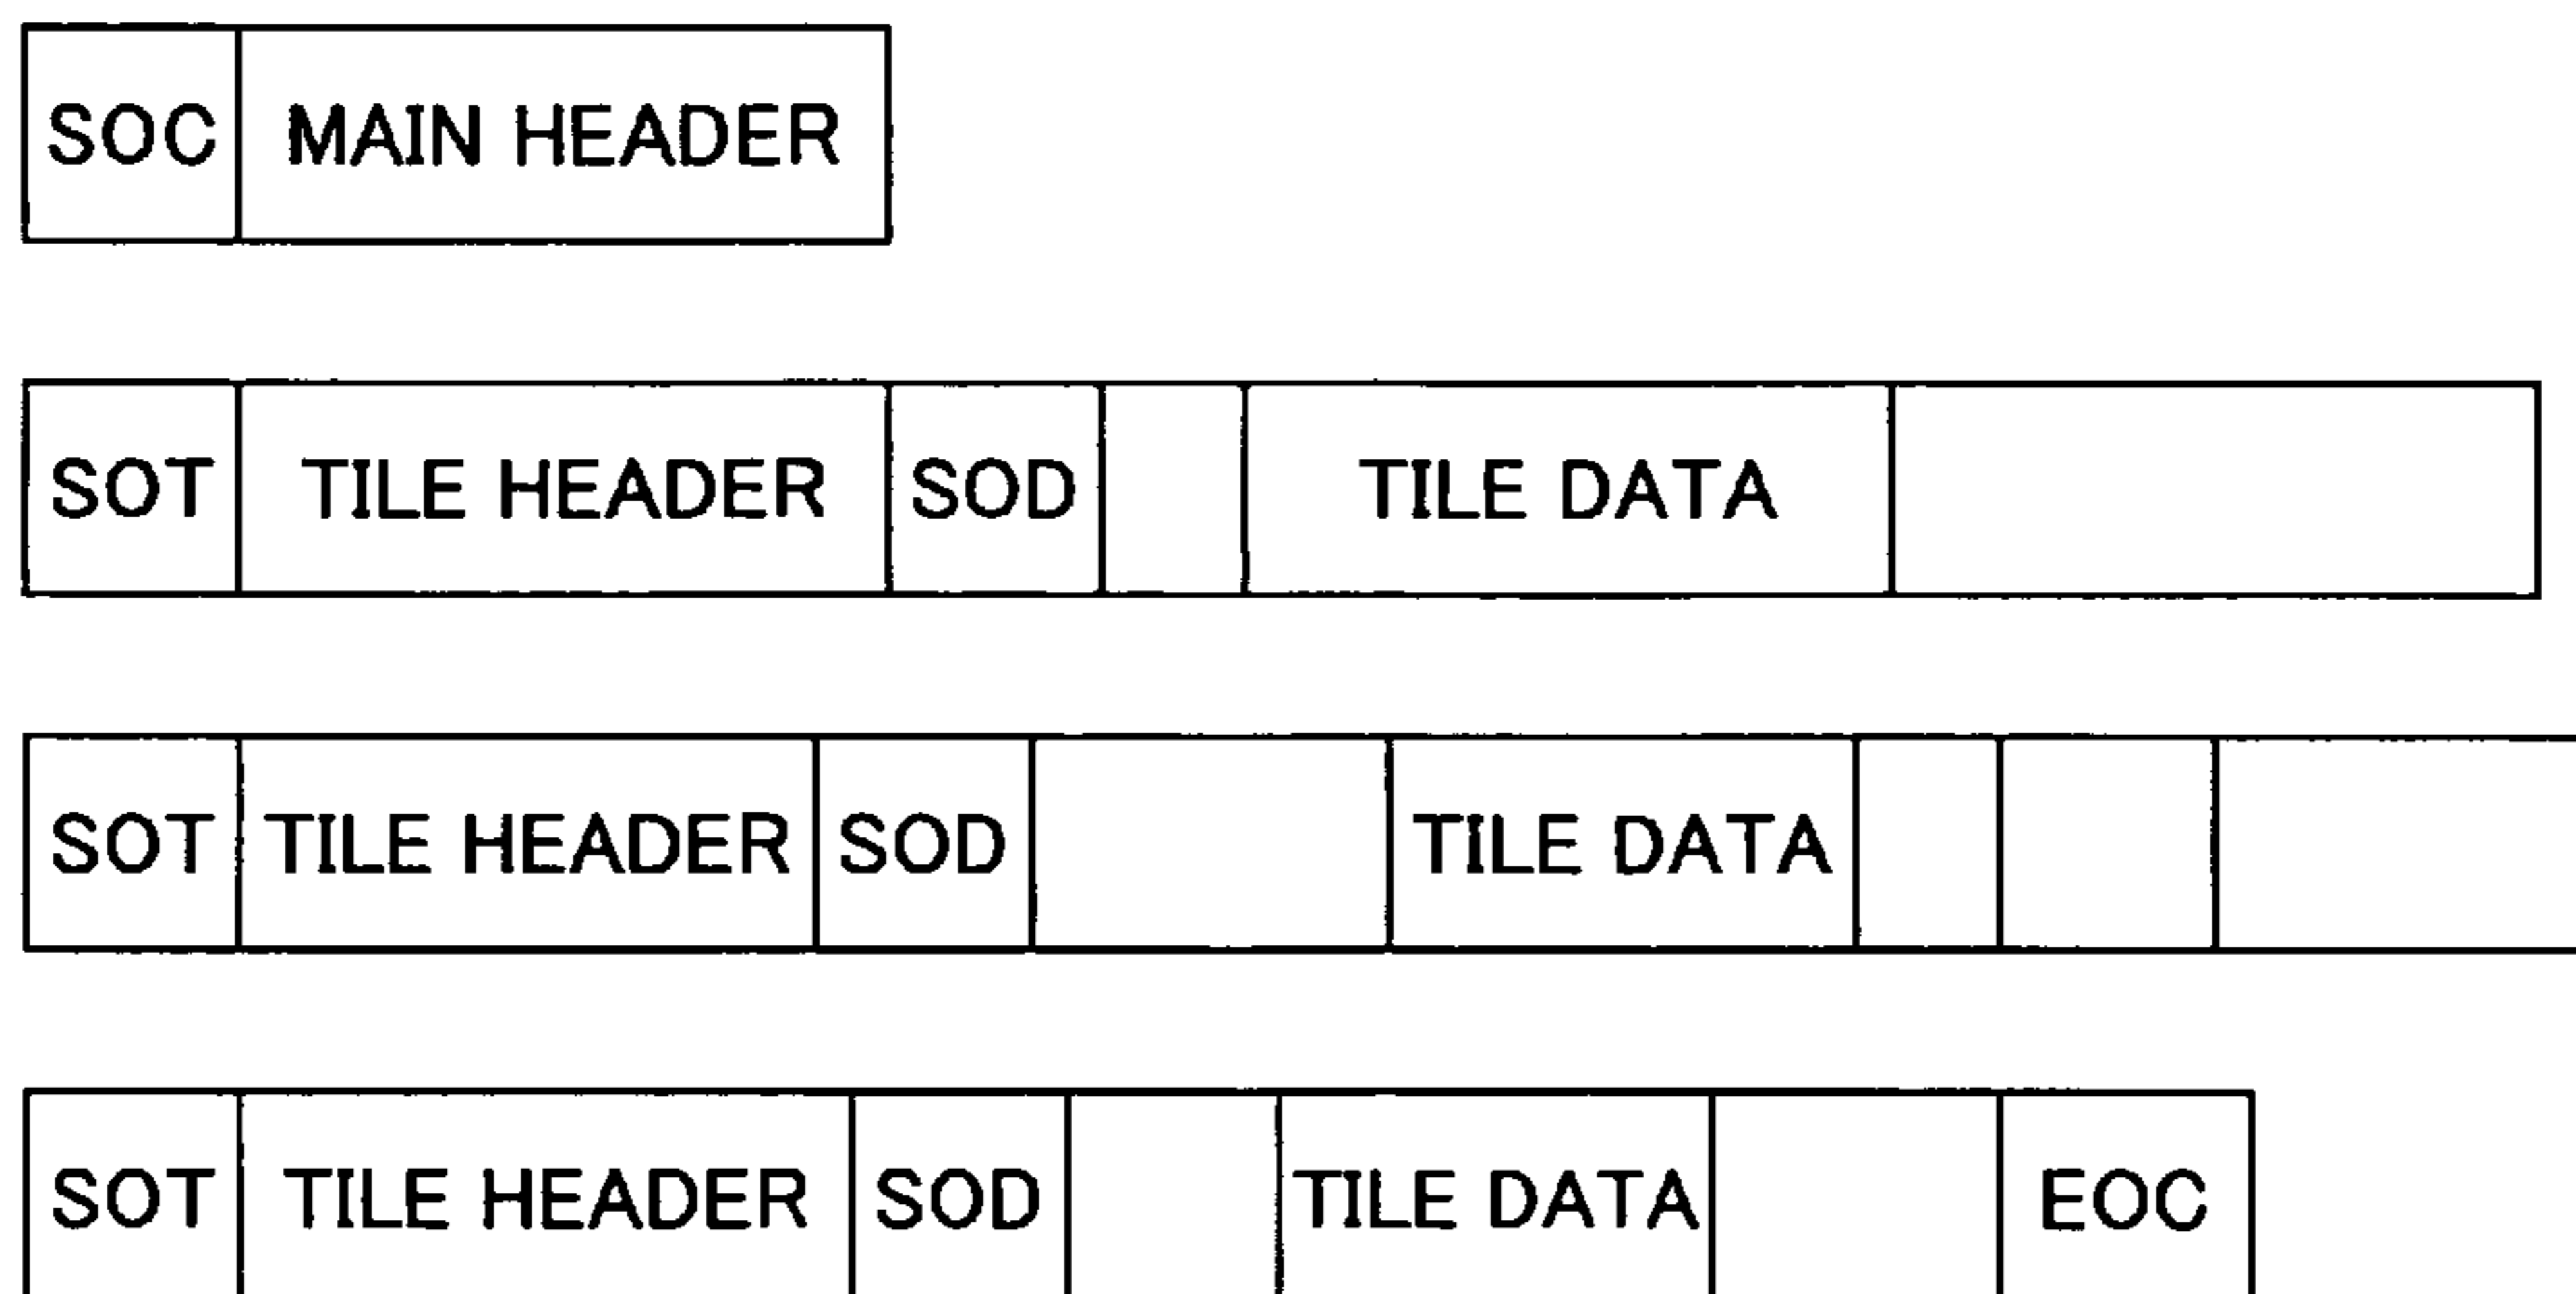 SOC MAIN HEADER
SOT TILE HEADER SOD TILE DATA
SOT TILE HEADER SOD TILE DATA
SOT TILE HEADER SOD TILE DATA EOC